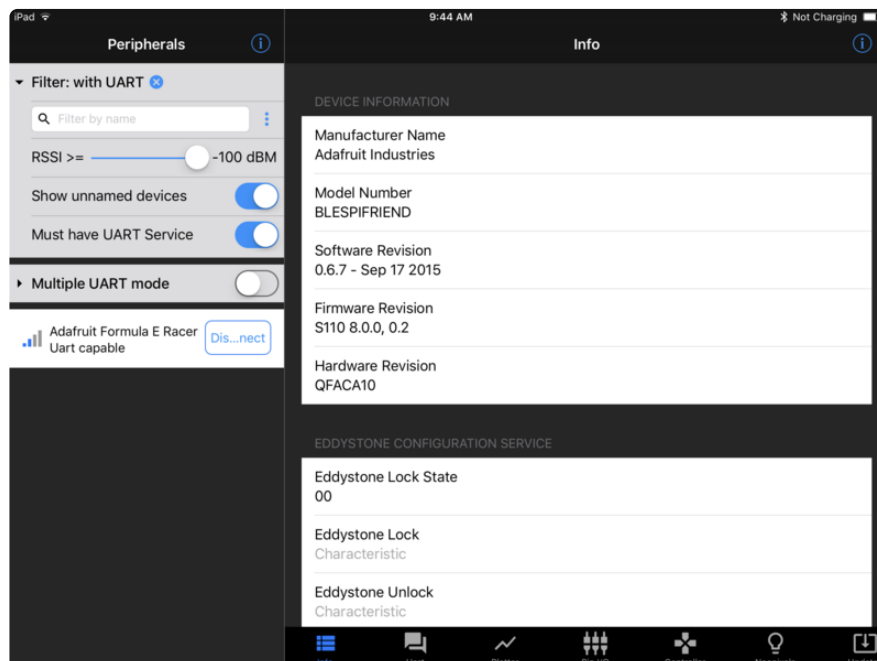 iPad 9:44 AM Not Charging
Peripherals
Filter: with UART
Filter by name
RSSI >= -100 dBM
Show unnamed devices
Must have UART Service
Multiple UART mode
Adafruit Formula E Racer
Uart capable
Dis...nect
Info
DEVICE INFORMATION
Manufacturer Name
Adafruit Industries
Model Number
BLESPIFRIEND
Software Revision
0.6.7 - Sep 17 2015
Firmware Revision
S110 8.0.0, 0.2
Hardware Revision
QFACA10
EDDYSTONE CONFIGURATION SERVICE
Eddystone Lock State
00
Eddystone Lock
Characteristic
Eddystone Unlock
Characteristic